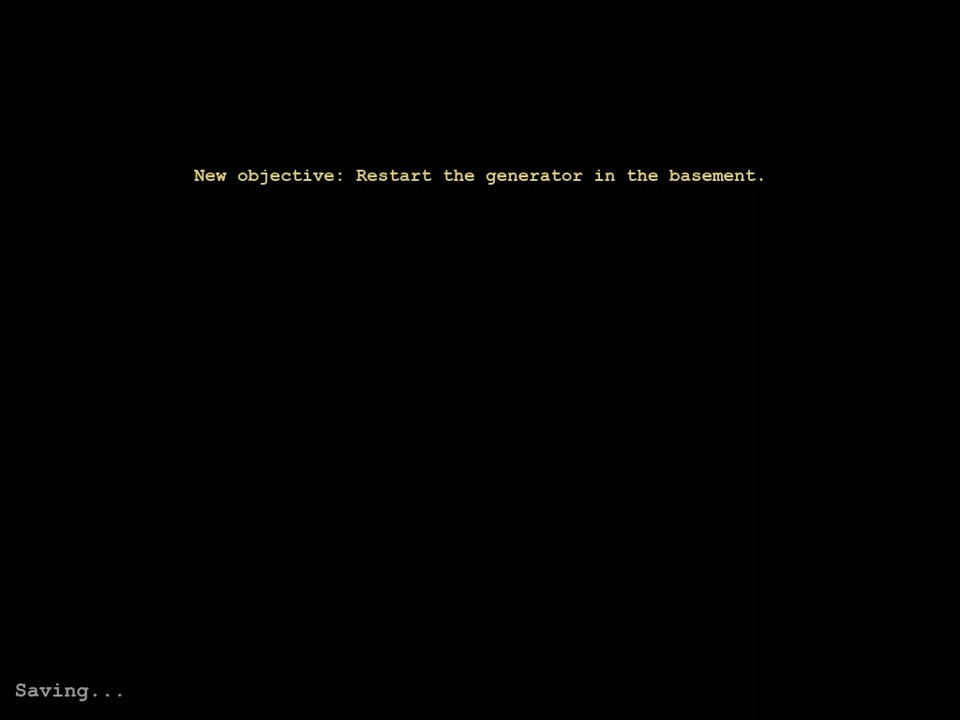 New objective: Restart the generator in the basement.
Saving...